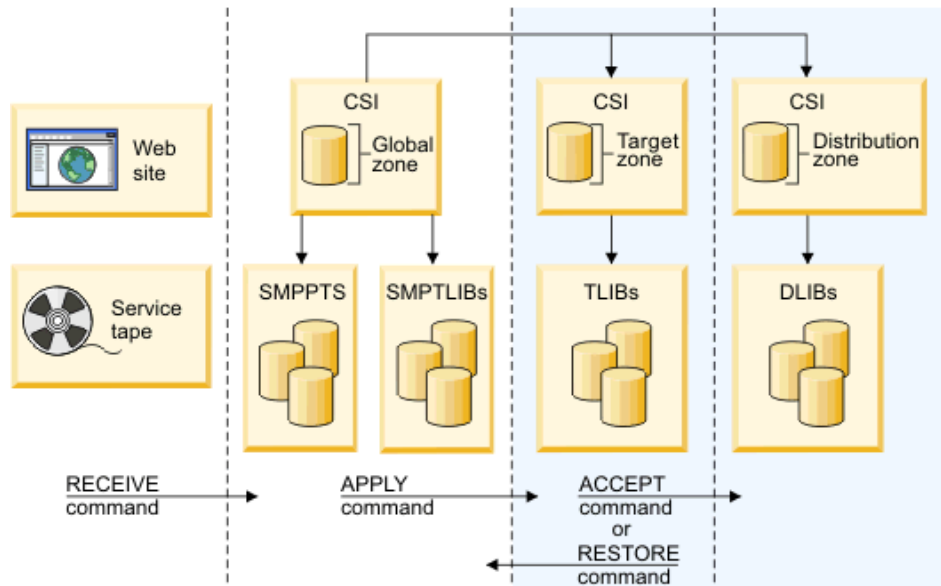 Web
site
Service
tape
CSI
Global
zone
CSI
Target
zone
CSI
Distribution
zone
SMPPTS
SMPTLIBs
TLIBs
DLIBs
RECEIVE
command
APPLY
command
ACCEPT
command
or
RESTORE
command